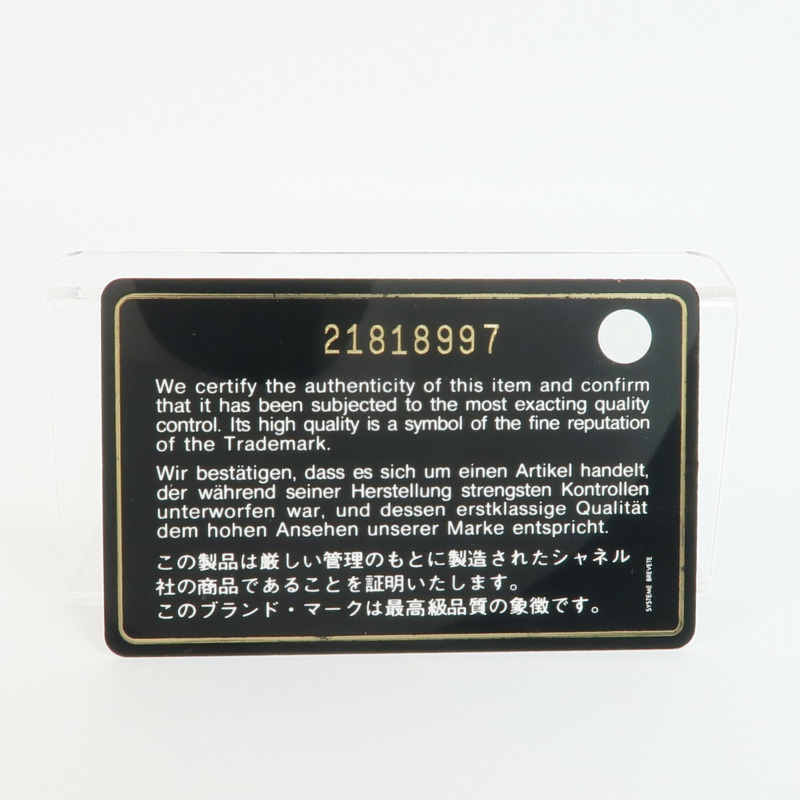 21818997
We certify the authenticity of this item and confirm
that it has been subjected to the most exacting quality
control. Its high quality is a symbol of the fine reputation
of the Trademark.
Wir bestätigen, dass es sich um einen Artikel handelt,
der während seiner Herstellung strengsten Kontrollen
unterworfen war, und dessen erstklassige Qualität
dem hohen Ansehen unserer Marke entspricht.
この製品は厳しい管理のもとに製造されたシャネル
社の商品であることを証明いたします。
このブランド・マークは最高級品質の象徴です。
SYSTEME BREVETE